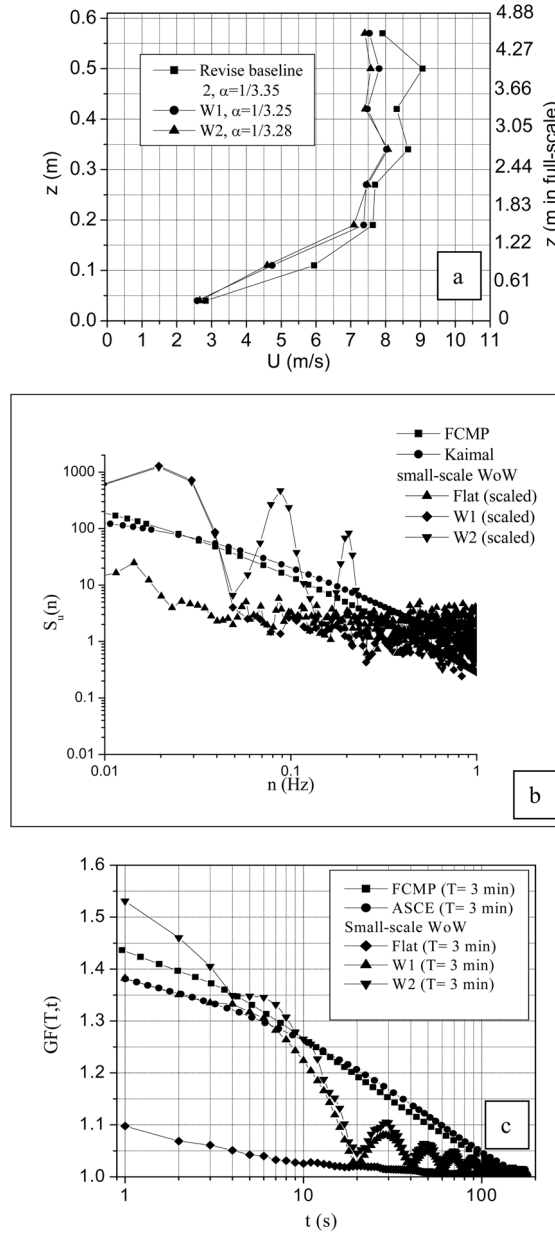 0.6
0.5
0.4
0.3
0.2
0.1
0.0
z (m)
4.88
4.27
3.66
3.05
2.44
1.83
1.22
0.61
0
z (m in full-scale)
Revise baseline
2, α=1/3.35
W1, α=1/3.25
W2, α=1/3.28
a
0 1 2 3 4 5 6 7 8 9 10 11
U (m/s)
1000
100
10
1
0.1
0.01
Su(n)
FCMP
Kaimal
small-scale WoW
Flat (scaled)
W1 (scaled)
W2 (scaled)
0.01 0.1 1
n (Hz)
b
1.6
1.5
1.4
1.3
1.2
1.1
1.0
GF(T,t)
FCMP (T= 3 min)
ASCE (T= 3 min)
Small-scale WoW
Flat (T= 3 min)
W1 (T= 3 min)
W2 (T= 3 min)
c
1 10 100
t (s)